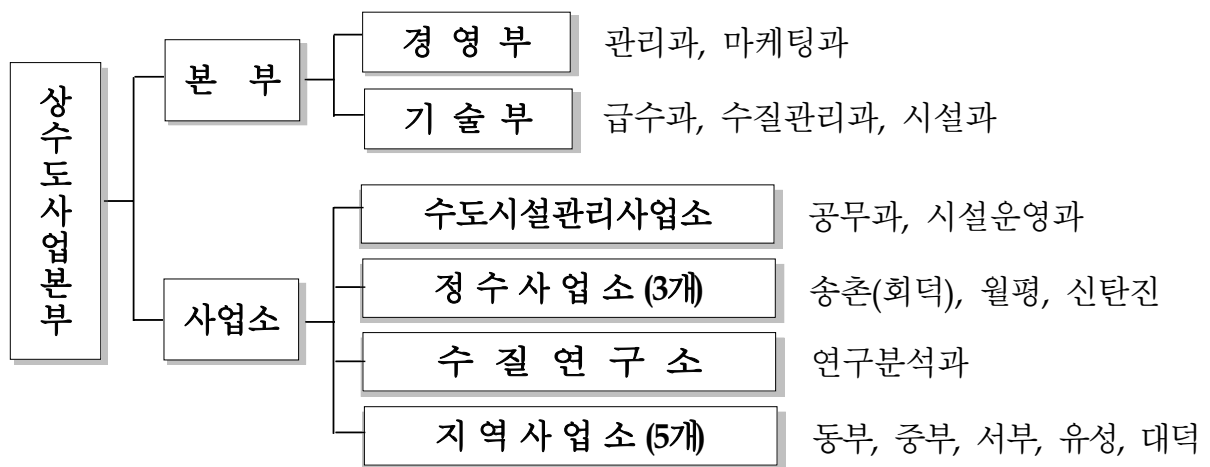 상수도사업본부
본 부
경 영 부 관리과, 마케팅과
기 술 부 급수과, 수질관리과, 시설과
사업소
수도시설관리사업소 공무과, 시설운영과
정 수 사 업 소 (3개) 송촌(회덕), 월평, 신탄진
수 질 연 구 소 연구분석과
지 역 사 업 소 (5개) 동부, 중부, 서부, 유성, 대덕